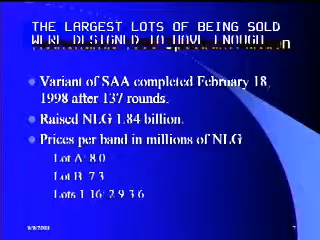 THE LARGEST LOTS OF BEING SOLD
WERE DESIGNED TO HAVE ENOUGH
Variant of SAA completed February 18,
1998 after 137 rounds.
Raised NLG 1.84 billion.
Prices per band in millions of NLG
Lot A: 8.0
Lot B: 7.3
Lots 1-16: 2.9-3.6
7